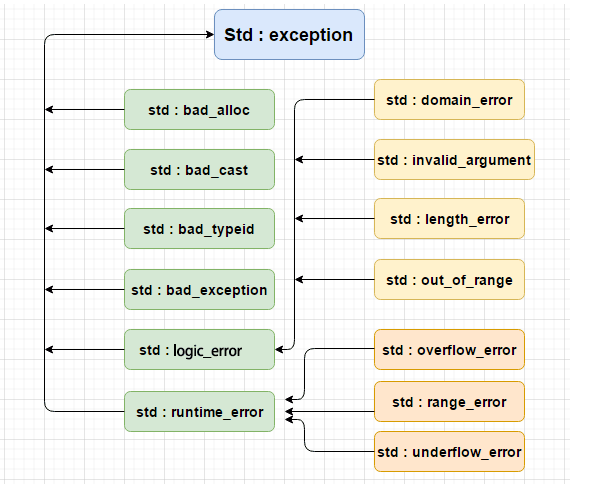 Std : exception
std : bad_alloc
std : bad_cast
std : bad_typeid
std : bad_exception
std : logic_error
std : runtime_error
std : domain_error
std : invalid_argument
std : length_error
std : out_of_range
std : overflow_error
std : range_error
std : underflow_error